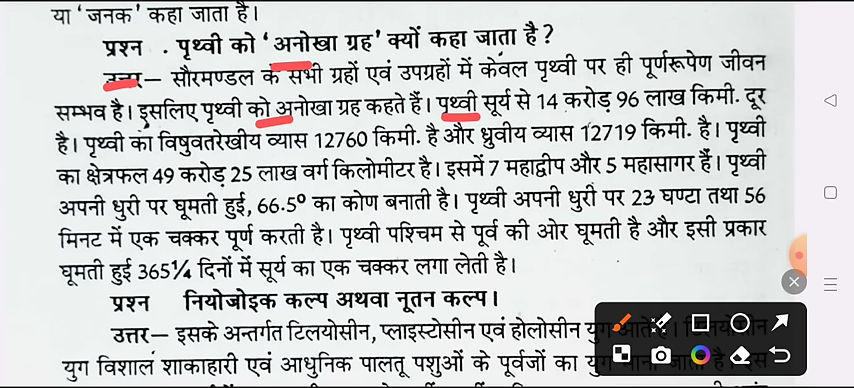 या 'जनक' कहा जाता है।
प्रश्न . पृथ्वी को 'अनोखा ग्रह' क्यों कहा जाता है?
उत्तर– सौरमण्डल के सभी ग्रहों एवं उपग्रहों में केवल पृथ्वी पर ही पूर्णरूपेण जीवन
सम्भव है। इसलिए पृथ्वी को अनोखा ग्रह कहते हैं। पृथ्वी सूर्य से 14 करोड़ 96 लाख किमी. दूर
है। पृथ्वी का विषुवतरेखीय व्यास 12760 किमी. है और ध्रुवीय व्यास 12719 किमी. है। पृथ्वी
का क्षेत्रफल 49 करोड़ 25 लाख वर्ग किलोमीटर है। इसमें 7 महाद्वीप और 5 महासागर हैं। पृथ्वी
अपनी धुरी पर घूमती हुई, 66.5° का कोण बनाती है। पृथ्वी अपनी धुरी पर 23 घण्टा तथा 56
मिनट में एक चक्कर पूर्ण करती है। पृथ्वी पश्चिम से पूर्व की ओर घूमती है और इसी प्रकार
घूमती हुई 365¼ दिनों में सूर्य का एक चक्कर लगा लेती है।
प्रश्न नियोजोइक कल्प अथवा नूतन कल्प।
उत्तर– इसके अन्तर्गत टिलयोसीन, प्लाइस्टोसीन एवं होलोसीन युग आते हैं।
युग विशाल शाकाहारी एवं आधुनिक पालतू पशुओं के पूर्वजों का युग माना जाता है। इस